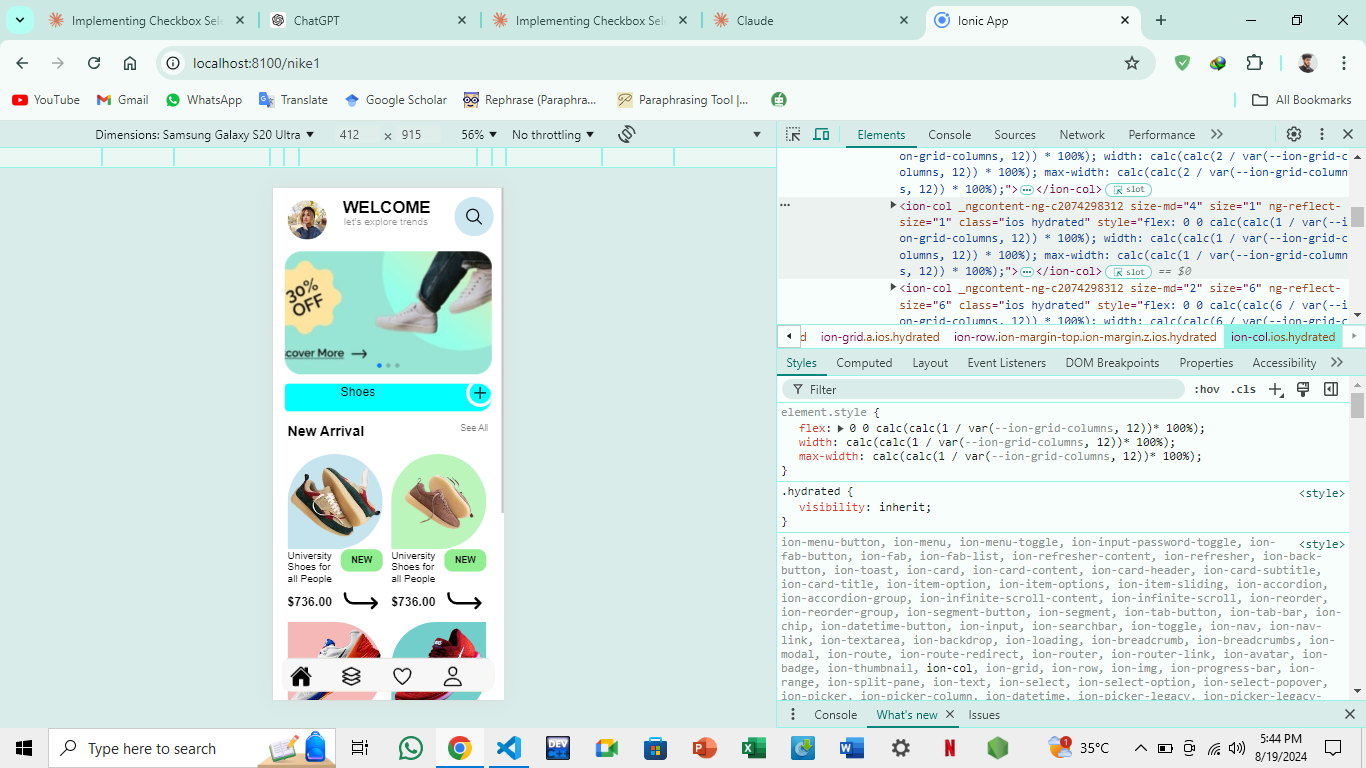 Implementing Checkbox Sele
ChatGPT
Implementing Checkbox Sele
Claude
Ionic App
localhost:8100/nike1
YouTube
Gmail
WhatsApp
Translate
Google Scholar
Rephrase (Paraphra...
Paraphrasing Tool |...
All Bookmarks
Dimensions: Samsung Galaxy S20 Ultra
412 × 915
56%
No throttling
WELCOME
let's explore trends
30%
OFF
cover More
Shoes
New Arrival
See All
University
Shoes for
all People
NEW
$736.00
University
Shoes for
all People
NEW
$736.00
Elements
Console
Sources
Network
Performance
on-grid-columns, 12)) * 100%); width: calc(calc(2 / var(--ion-grid-c
olumns, 12)) * 100%); max-width: calc(calc(2 / var(--ion-grid-column
s, 12)) * 100%);">…</ion-col> slot
<ion-col _ngcontent-ng-c2074298312 size-md="4" size="1" ng-reflect-
size="1" class="ios hydrated" style="flex: 0 0 calc(calc(1 / var(--i
on-grid-columns, 12)) * 100%); width: calc(calc(1 / var(--ion-grid-c
olumns, 12)) * 100%); max-width: calc(calc(1 / var(--ion-grid-column
s, 12)) * 100%);">…</ion-col> slot == $0
<ion-col _ngcontent-ng-c2074298312 size-md="2" size="6" ng-reflect-
size="6" class="ios hydrated" style="flex: 0 0 calc(calc(6 / var(--i
on-grid-columns, 12)) * 100%); width: calc(calc(6 / var(--ion-grid-c
d
ion-grid.a.ios.hydrated
ion-row.ion-margin-top.ion-margin.z.ios.hydrated
ion-col.ios.hydrated
Styles
Computed
Layout
Event Listeners
DOM Breakpoints
Properties
Accessibility
Filter
:hov
.cls
element.style {
flex: 0 0 calc(calc(1 / var(--ion-grid-columns, 12))* 100%);
width: calc(calc(1 / var(--ion-grid-columns, 12))* 100%);
max-width: calc(calc(1 / var(--ion-grid-columns, 12))* 100%);
}
.hydrated {
<style>
visibility: inherit;
}
ion-menu-button, ion-menu, ion-menu-toggle, ion-input-password-toggle, ion-
<style>
fab-button, ion-fab, ion-fab-list, ion-refresher-content, ion-refresher, ion-back-
button, ion-toast, ion-card, ion-card-content, ion-card-header, ion-card-subtitle,
ion-card-title, ion-item-option, ion-item-options, ion-item-sliding, ion-accordion,
ion-accordion-group, ion-infinite-scroll-content, ion-infinite-scroll, ion-reorder,
ion-reorder-group, ion-segment-button, ion-segment, ion-tab-button, ion-tab-bar, ion-
chip, ion-datetime-button, ion-input, ion-searchbar, ion-toggle, ion-nav, ion-nav-
link, ion-textarea, ion-backdrop, ion-loading, ion-breadcrumb, ion-breadcrumbs, ion-
modal, ion-route, ion-route-redirect, ion-router, ion-router-link, ion-avatar, ion-
badge, ion-thumbnail, ion-col, ion-grid, ion-row, ion-img, ion-progress-bar, ion-
range, ion-split-pane, ion-text, ion-select, ion-select-option, ion-select-popover,
ion-picker, ion-picker-column, ion-datetime, ion-picker-legacy, ion-picker-legacy-
Console
What's new
Issues
Type here to search
DEV
35°C
5:44 PM
8/19/2024